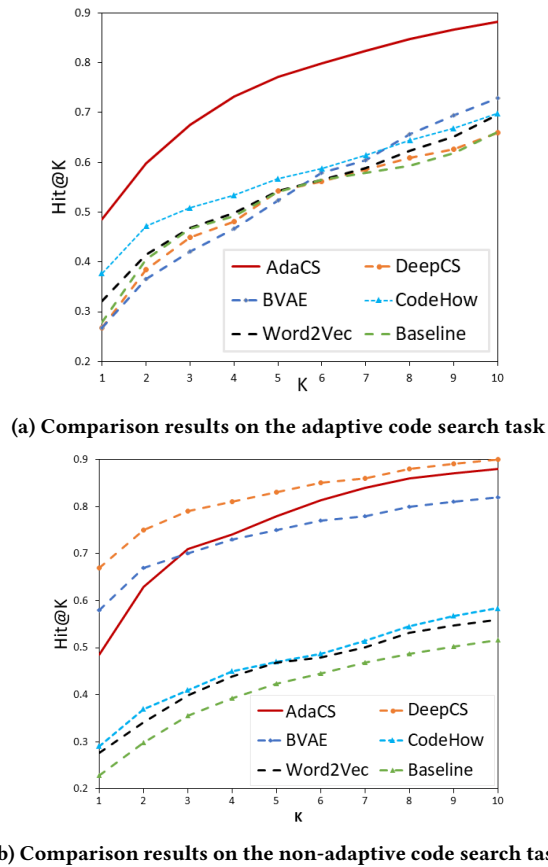 0.9
0.8
0.7
0.6
0.5
0.4
0.3
0.2
Hit@K
AdaCS DeepCS
BVAE CodeHow
Word2Vec Baseline
1 2 3 4 5 6 7 8 9 10
K
(a) Comparison results on the adaptive code search task
0.9
0.8
0.7
0.6
0.5
0.4
0.3
0.2
Hit@K
AdaCS DeepCS
BVAE CodeHow
Word2Vec Baseline
1 2 3 4 5 6 7 8 9 10
K
b) Comparison results on the non-adaptive code search tas